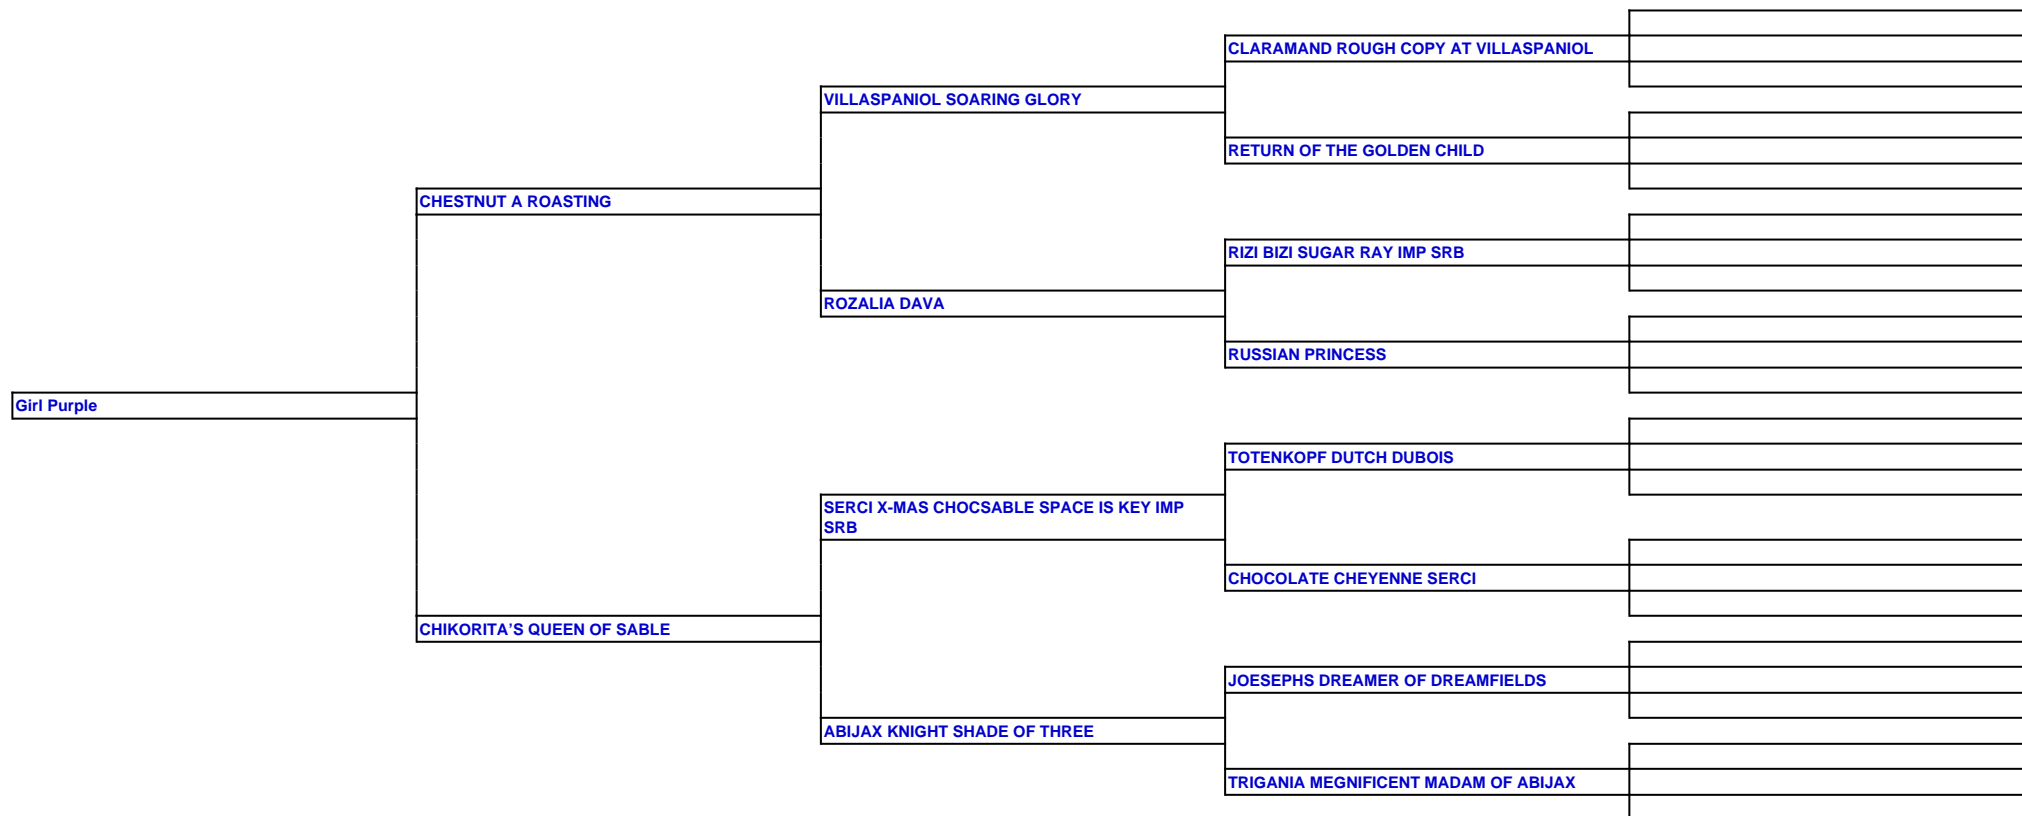 CLARAMAND ROUGH COPY AT VILLASPANIOL
VILLASPANIOL SOARING GLORY
RETURN OF THE GOLDEN CHILD
CHESTNUT A ROASTING
RIZI BIZI SUGAR RAY IMP SRB
ROZALIA DAVA
RUSSIAN PRINCESS
Girl Purple
TOTENKOPF DUTCH DUBOIS
SERCI X-MAS CHOCSABLE SPACE IS KEY IMP
SRB
CHOCOLATE CHEYENNE SERCI
CHIKORITA’S QUEEN OF SABLE
JOESEPHS DREAMER OF DREAMFIELDS
ABIJAX KNIGHT SHADE OF THREE
TRIGANIA MEGNIFICENT MADAM OF ABIJAX